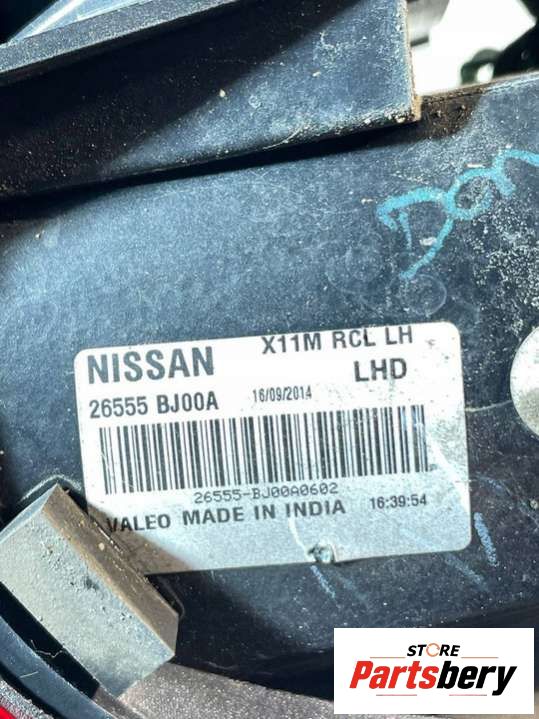 Don
X11M RCL LH
NISSAN LHD
26555 BJ00A 16/09/2014
26555-BJ00A0602
VALEO MADE IN INDIA 16:39:54
STORE
Partsbery